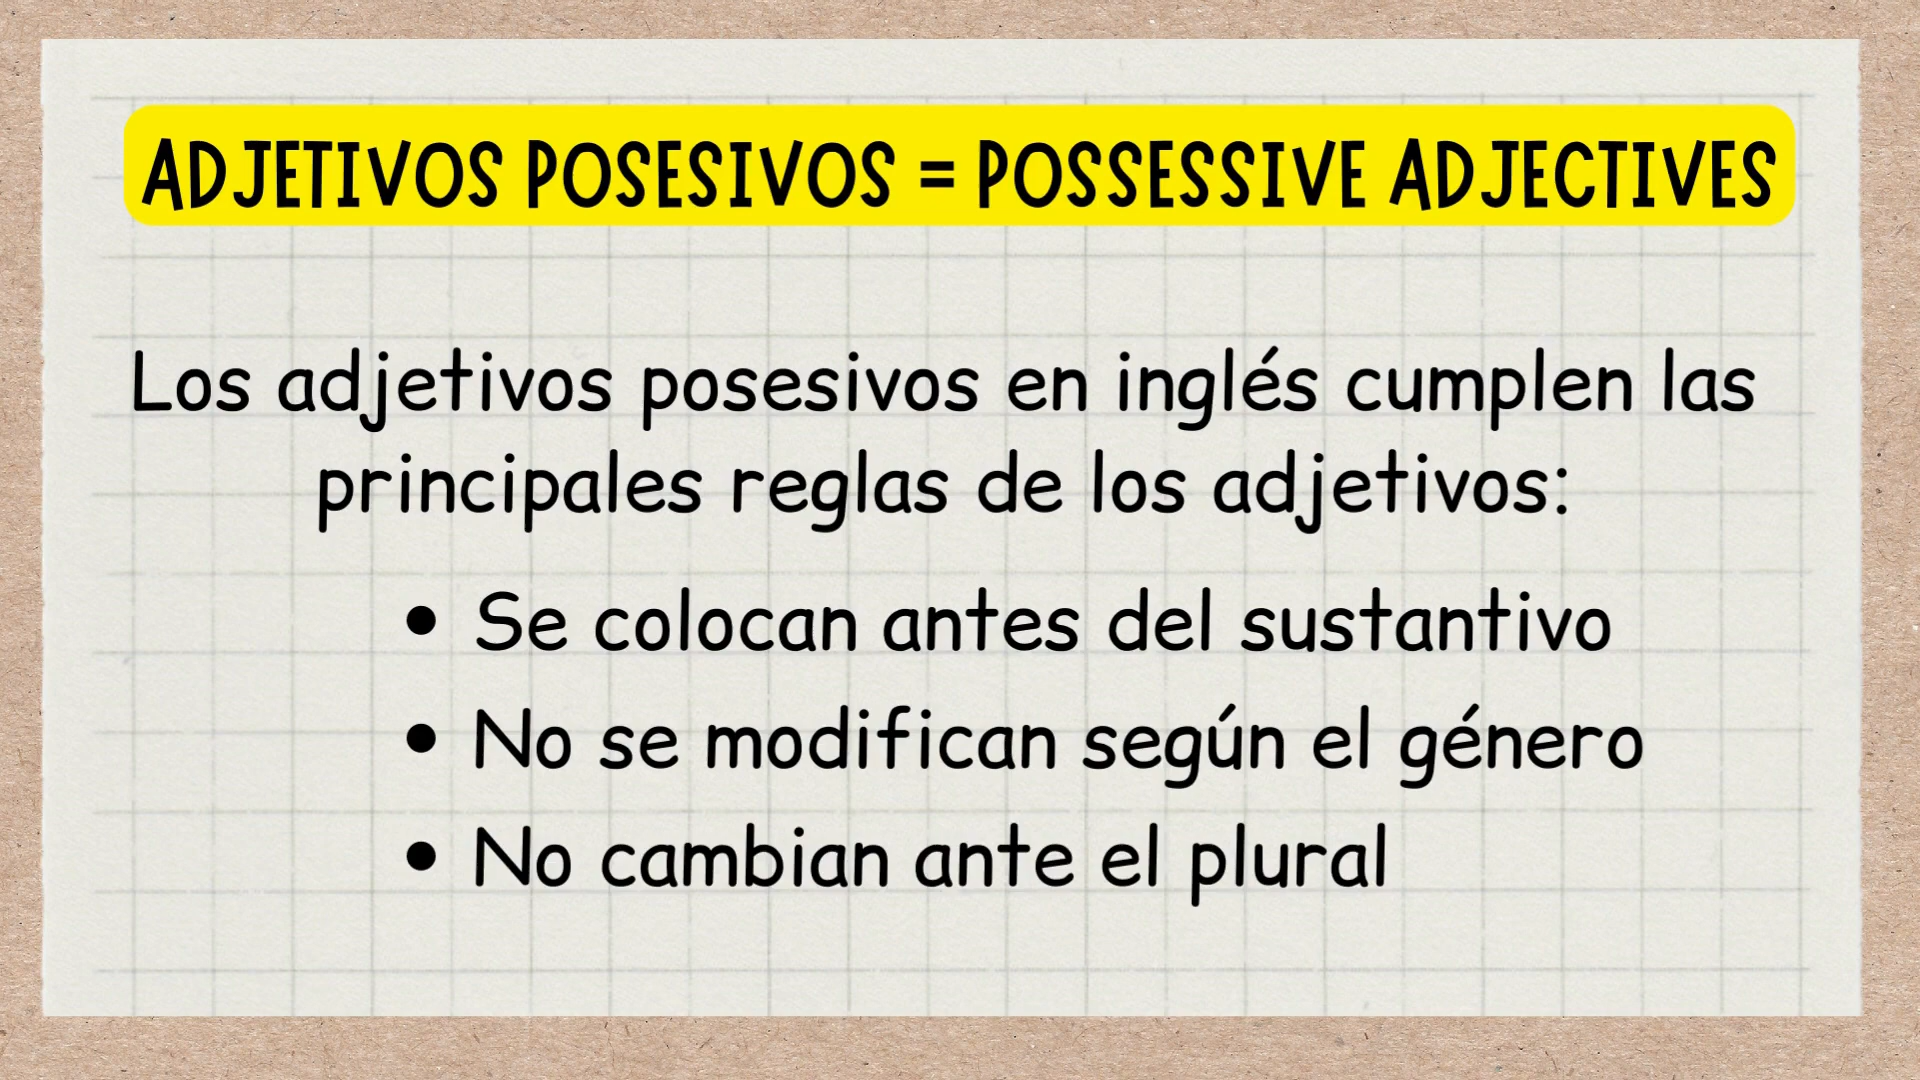 ADJETIVOS POSESIVOS = POSSESSIVE ADJECTIVES
Los adjetivos posesivos en inglés cumplen las
principales reglas de los adjetivos:
• Se colocan antes del sustantivo
• No se modifican según el género
• No cambian ante el plural